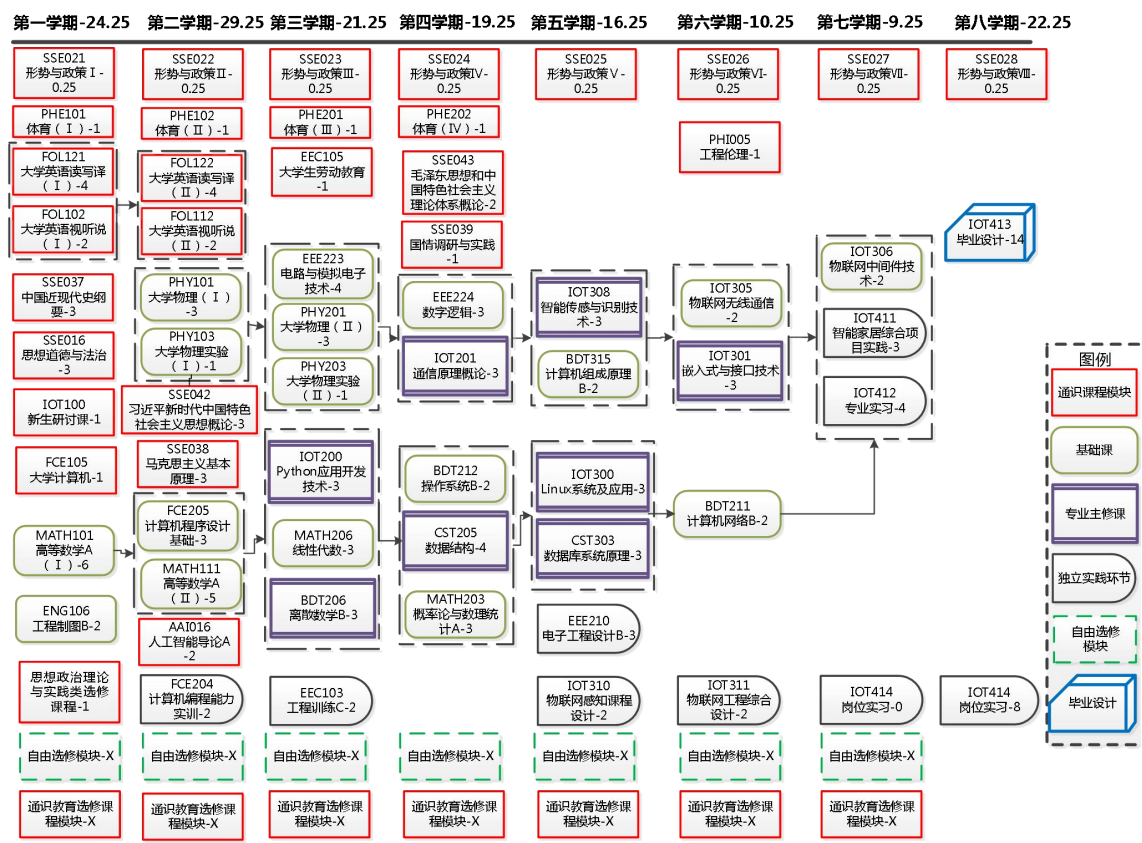 第一学期-24.25
第二学期-29.25
第三学期-21.25
第四学期-19.25
第五学期-16.25
第六学期-10.25
第七学期-9.25
第八学期-22.25
SSE021
形势与政策Ⅰ-
0.25
SSE022
形势与政策Ⅱ-
0.25
SSE023
形势与政策Ⅲ-
0.25
SSE024
形势与政策Ⅳ-
0.25
SSE025
形势与政策Ⅴ-
0.25
SSE026
形势与政策Ⅵ-
0.25
SSE027
形势与政策Ⅶ-
0.25
SSE028
形势与政策Ⅷ-
0.25
PHE101
体育（Ⅰ）-1
PHE102
体育（Ⅱ）-1
PHE201
体育（Ⅲ）-1
PHE202
体育（Ⅳ）-1
PHI005
工程伦理-1
FOL121
大学英语读写译
（Ⅰ）-4
FOL122
大学英语读写译
（Ⅱ）-4
EEC105
大学生劳动教育
-1
SSE043
毛泽东思想和中
国特色社会主义
理论体系概论-2
FOL102
大学英语视听说
（Ⅰ）-2
FOL112
大学英语视听说
（Ⅱ）-2
SSE039
国情调研与实践
-1
IOT413
毕业设计-14
SSE037
中国近现代史纲
要-3
PHY101
大学物理（Ⅰ）
-3
EEE223
电路与模拟电子
技术-4
EEE224
数字逻辑-3
IOT308
智能传感与识别技
术-3
IOT305
物联网无线通信
-2
IOT306
物联网中间件技
术-2
SSE016
思想道德与法治
-3
PHY103
大学物理实验
（Ⅰ）-1
PHY201
大学物理（Ⅱ）
-3
IOT201
通信原理概论-3
BDT315
计算机组成原理
B-2
IOT301
嵌入式与接口技术
-3
IOT411
智能家居综合项
目实践-3
PHY203
大学物理实验
（Ⅱ）-1
IOT412
专业实习-4
IOT100
新生研讨课-1
SSE042
习近平新时代中国特色
社会主义思想概论-3
FCE105
大学计算机-1
SSE038
马克思主义基本
原理-3
IOT200
Python应用开发
技术-3
BDT212
操作系统B-2
IOT300
Linux系统及应用-3
BDT211
计算机网络B-2
MATH101
高等数学A
（Ⅰ）-6
FCE205
计算机程序设计
基础-3
MATH206
线性代数-3
CST205
数据结构-4
CST303
数据库系统原理-3
MATH111
高等数学A
（Ⅱ）-5
BDT206
离散数学B-3
MATH203
概率论与数理统
计A-3
ENG106
工程制图B-2
AAI016
人工智能导论A
-2
EEE210
电子工程设计B-3
思想政治理论
与实践类选修
课程-1
FCE204
计算机编程能力
实训-2
EEC103
工程训练C-2
IOT310
物联网感知课程
设计-2
IOT311
物联网工程综合
设计-2
IOT414
岗位实习-0
IOT414
岗位实习-8
自由选修模块-X
自由选修模块-X
自由选修模块-X
自由选修模块-X
自由选修模块-X
自由选修模块-X
自由选修模块-X
通识教育选修课
程模块-X
通识教育选修课
程模块-X
通识教育选修课
程模块-X
通识教育选修课
程模块-X
通识教育选修课
程模块-X
通识教育选修课
程模块-X
通识教育选修课
程模块-X
图例
通识课程模块
基础课
专业主修课
独立实践环节
自由选修
模块
毕业设计